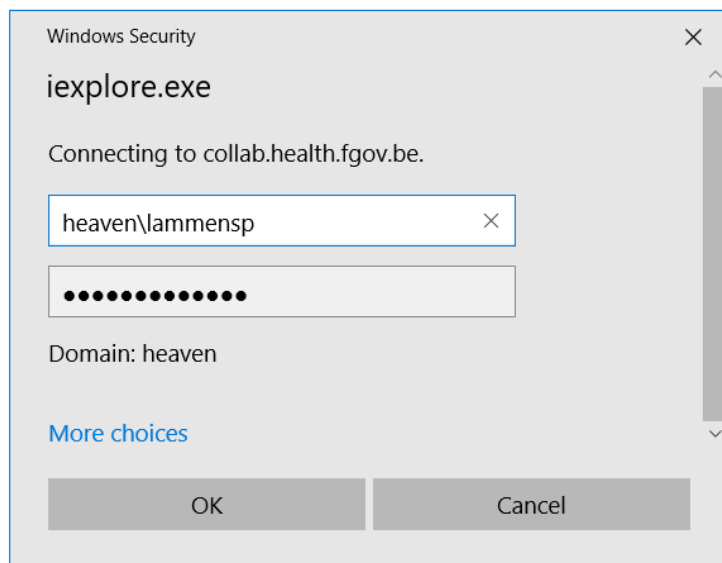 Windows Security
iexplore.exe
Connecting to collab.health.fgov.be.
heaven\lammensp
●●●●●●●●●●●●●
Domain: heaven
More choices
OK
Cancel